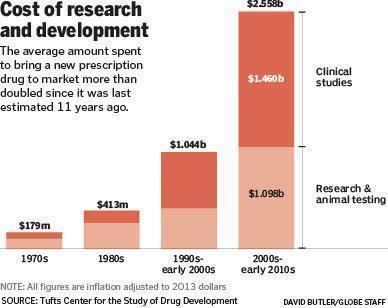 Cost of research
and development
The average amount spent
to bring a new prescription
drug to market more than
doubled since it was last
estimated 11 years ago.
$2.558b
$1.460b
Clinical
studies
$1.044b
$1.098b
Research &
animal testing
$413m
$179m
1970s
1980s
1990s-
early 2000s
2000s-
early 2010s
NOTE: All figures are inflation adjusted to 2013 dollars
SOURCE: Tufts Center for the Study of Drug Development
DAVID BUTLER/GLOBE STAFF